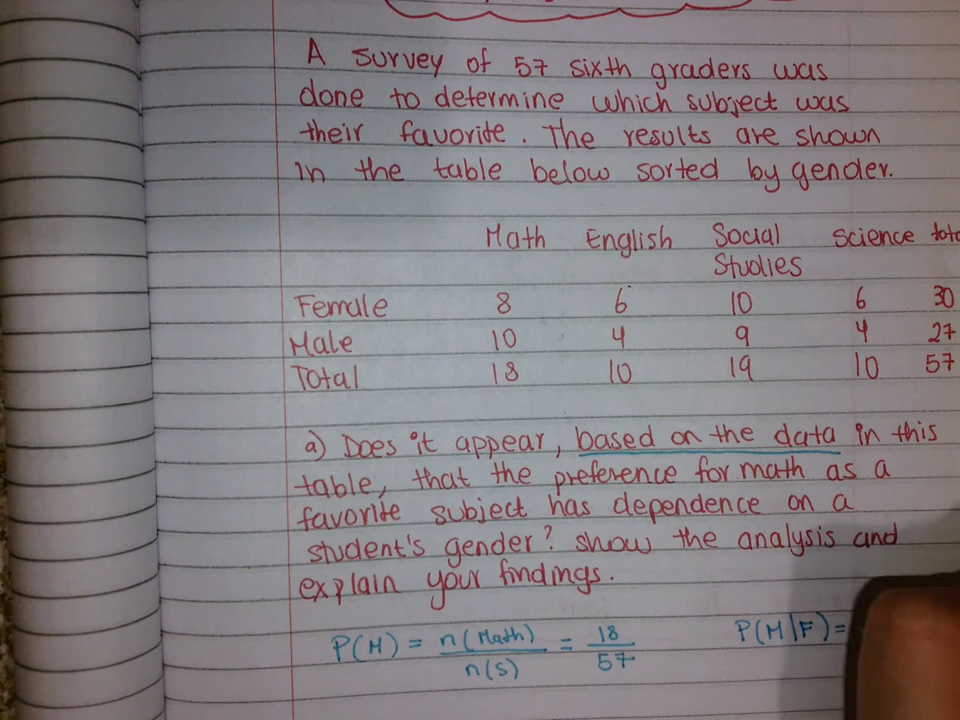 A survey of 57 sixth graders was
done to determine which subject was
their favorite. The results are shown
in the table below sorted by gender.
Math English Social Studies Science tota
Female 8 6 10 6 30
Male 10 4 9 4 27
Total 18 10 19 10 57
a) Does it appear, based on the data in this
table, that the preference for math as a
favorite subject has dependence on a
student's gender? show the analysis and
explain your findings.
P(M) = n(Math)/n(S) = 18/57 P(M|F)=